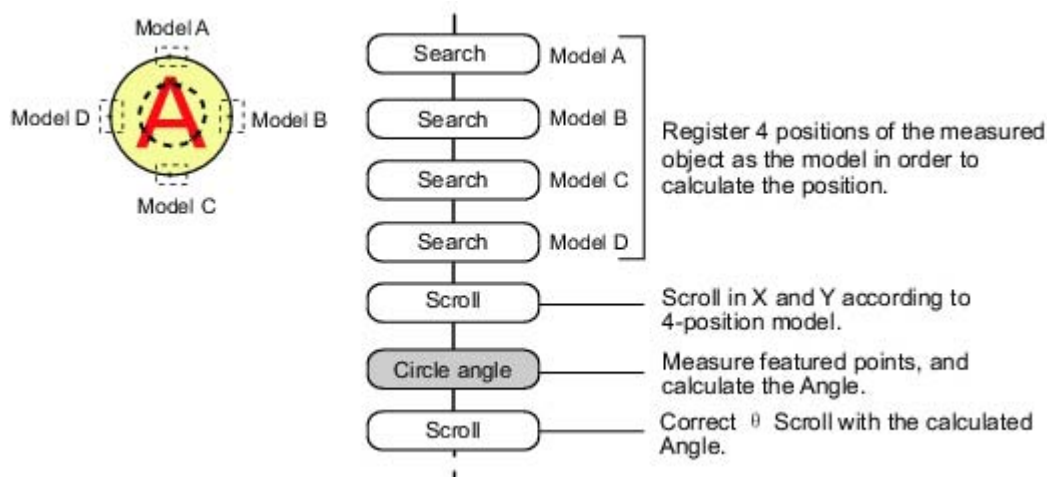 Model A
A
Model D
Model B
Model C
Search Model A
Search Model B
Search Model C
Search Model D
Register 4 positions of the measured
object as the model in order to
calculate the position.
Scroll
Scroll in X and Y according to
4-position model.
Circle angle
Measure featured points, and
calculate the Angle.
Scroll
Correct θ Scroll with the calculated
Angle.